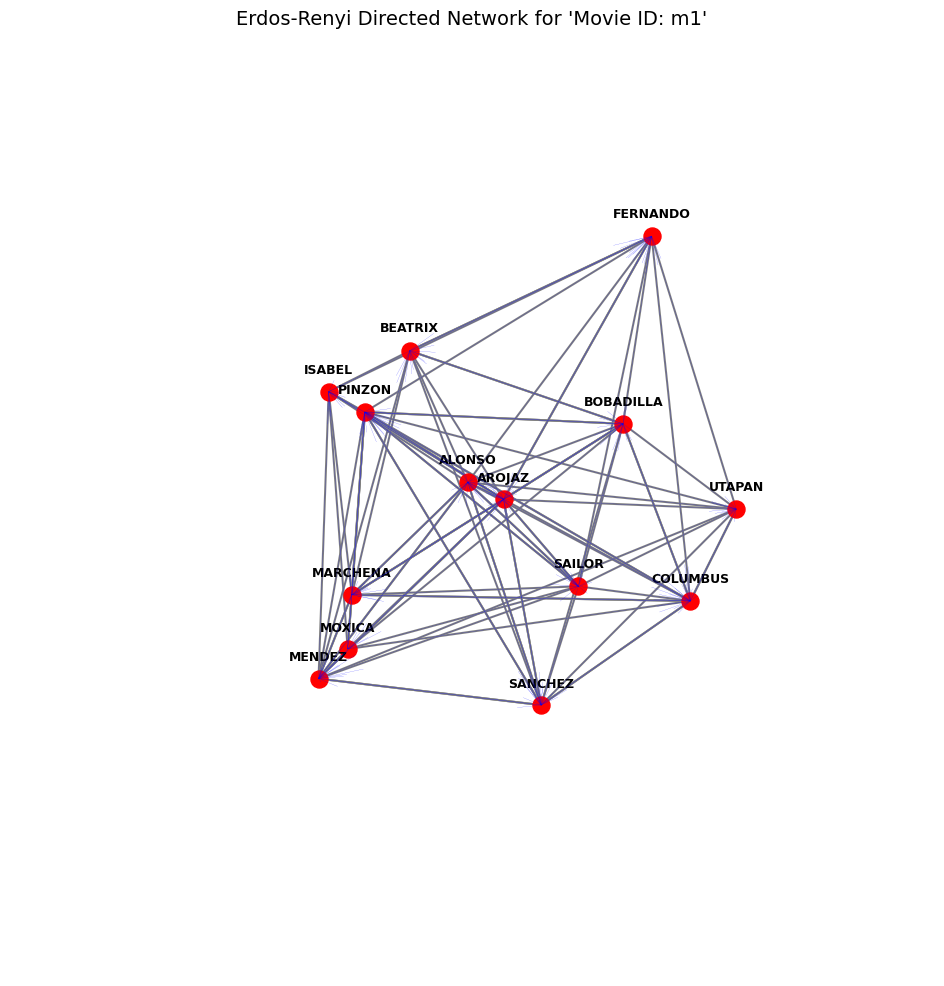 Erdos-Renyi Directed Network for 'Movie ID: m1'
FERNANDO
BEATRIX
ISABEL
PINZON
BOBADILLA
ALONSO
AROJAZ
UTAPAN
SAILOR
MARCHENA
COLUMBUS
MOXICA
MENDEZ
SANCHEZ